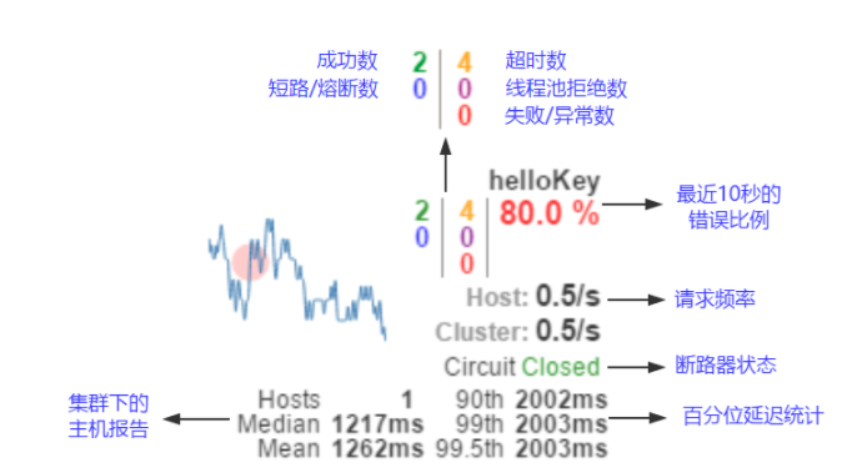 成功数 2 4 超时数
短路/熔断数 0 0 线程池拒绝数
0 失败/异常数
helloKey
2 4 80.0 % 最近10秒的
错误比例
0 0
0
Host: 0.5/s 请求频率
Cluster: 0.5/s
Circuit Closed 断路器状态
集群下的
主机报告
Hosts 1 90th 2002ms
Median 1217ms 99th 2003ms 百分位延迟统计
Mean 1262ms 99.5th 2003ms